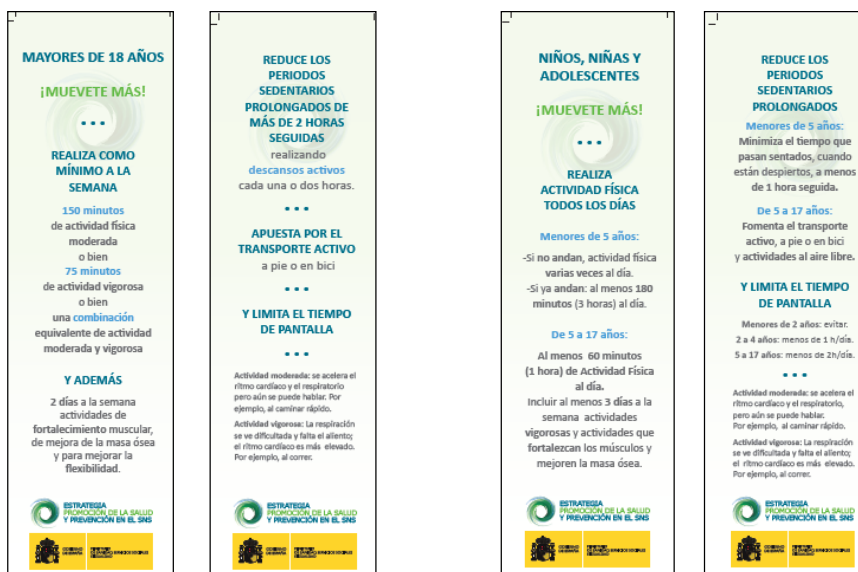 MAYORES DE 18 AÑOS
¡MUEVETE MÁS!
REALIZA COMO
MÍNIMO A LA
SEMANA
150 minutos
de actividad física
moderada
o bien
75 minutos
de actividad vigorosa
o bien
una combinación
equivalente de actividad
moderada y vigorosa
Y ADEMÁS
2 días a la semana
actividades de
fortalecimiento muscular,
de mejora de la masa ósea
y para mejorar la
flexibilidad.
ESTRATEGIA
PROMOCIÓN DE LA SALUD
Y PREVENCIÓN EN EL SNS
GOBIERNO
DE ESPAÑA
REDUCE LOS
PERIODOS
SEDENTARIOS
PROLONGADOS DE
MÁS DE 2 HORAS
SEGUIDAS
realizando
descansos activos
cada una o dos horas.
APUESTA POR EL
TRANSPORTE ACTIVO
a pie o en bici
Y LIMITA EL TIEMPO
DE PANTALLA
Actividad moderada: se acelera el
ritmo cardíaco y el respiratorio
pero aún se puede hablar. Por
ejemplo, al caminar rápido.
Actividad vigorosa: La respiración
se ve dificultada y falta el aliento;
el ritmo cardíaco es más elevado.
Por ejemplo, al correr.
ESTRATEGIA
PROMOCIÓN DE LA SALUD
Y PREVENCIÓN EN EL SNS
GOBIERNO
DE ESPAÑA
NIÑOS, NIÑAS Y
ADOLESCENTES
¡MUEVETE MÁS!
REALIZA
ACTIVIDAD FÍSICA
TODOS LOS DÍAS
Menores de 5 años:
-Si no andan, actividad física
varias veces al día.
-Si ya andan: al menos 180
minutos (3 horas) al día.
De 5 a 17 años:
Al menos 60 minutos
(1 hora) de Actividad Física
al día.
Incluir al menos 3 días a la
semana actividades
vigorosas y actividades que
fortalezcan los músculos y
mejoren la masa ósea.
ESTRATEGIA
PROMOCIÓN DE LA SALUD
Y PREVENCIÓN EN EL SNS
GOBIERNO
DE ESPAÑA
REDUCE LOS
PERIODOS
SEDENTARIOS
PROLONGADOS
Menores de 5 años:
Minimiza el tiempo que
pasan sentados, cuando
están despiertos, a menos
de 1 hora seguida.
De 5 a 17 años:
Fomenta el transporte
activo, a pie o en bici
y actividades al aire libre.
Y LIMITA EL TIEMPO
DE PANTALLA
Menores de 2 años: evitar.
2 a 4 años: menos de 1 h/día.
5 a 17 años: menos de 2h/día.
Actividad moderada: se acelera el
ritmo cardíaco y el respiratorio,
pero aún se puede hablar.
Por ejemplo, al caminar rápido.
Actividad vigorosa: La respiración
se ve dificultada y falta el aliento;
el ritmo cardíaco es más elevado.
Por ejemplo, al correr.
ESTRATEGIA
PROMOCIÓN DE LA SALUD
Y PREVENCIÓN EN EL SNS
GOBIERNO
DE ESPAÑA